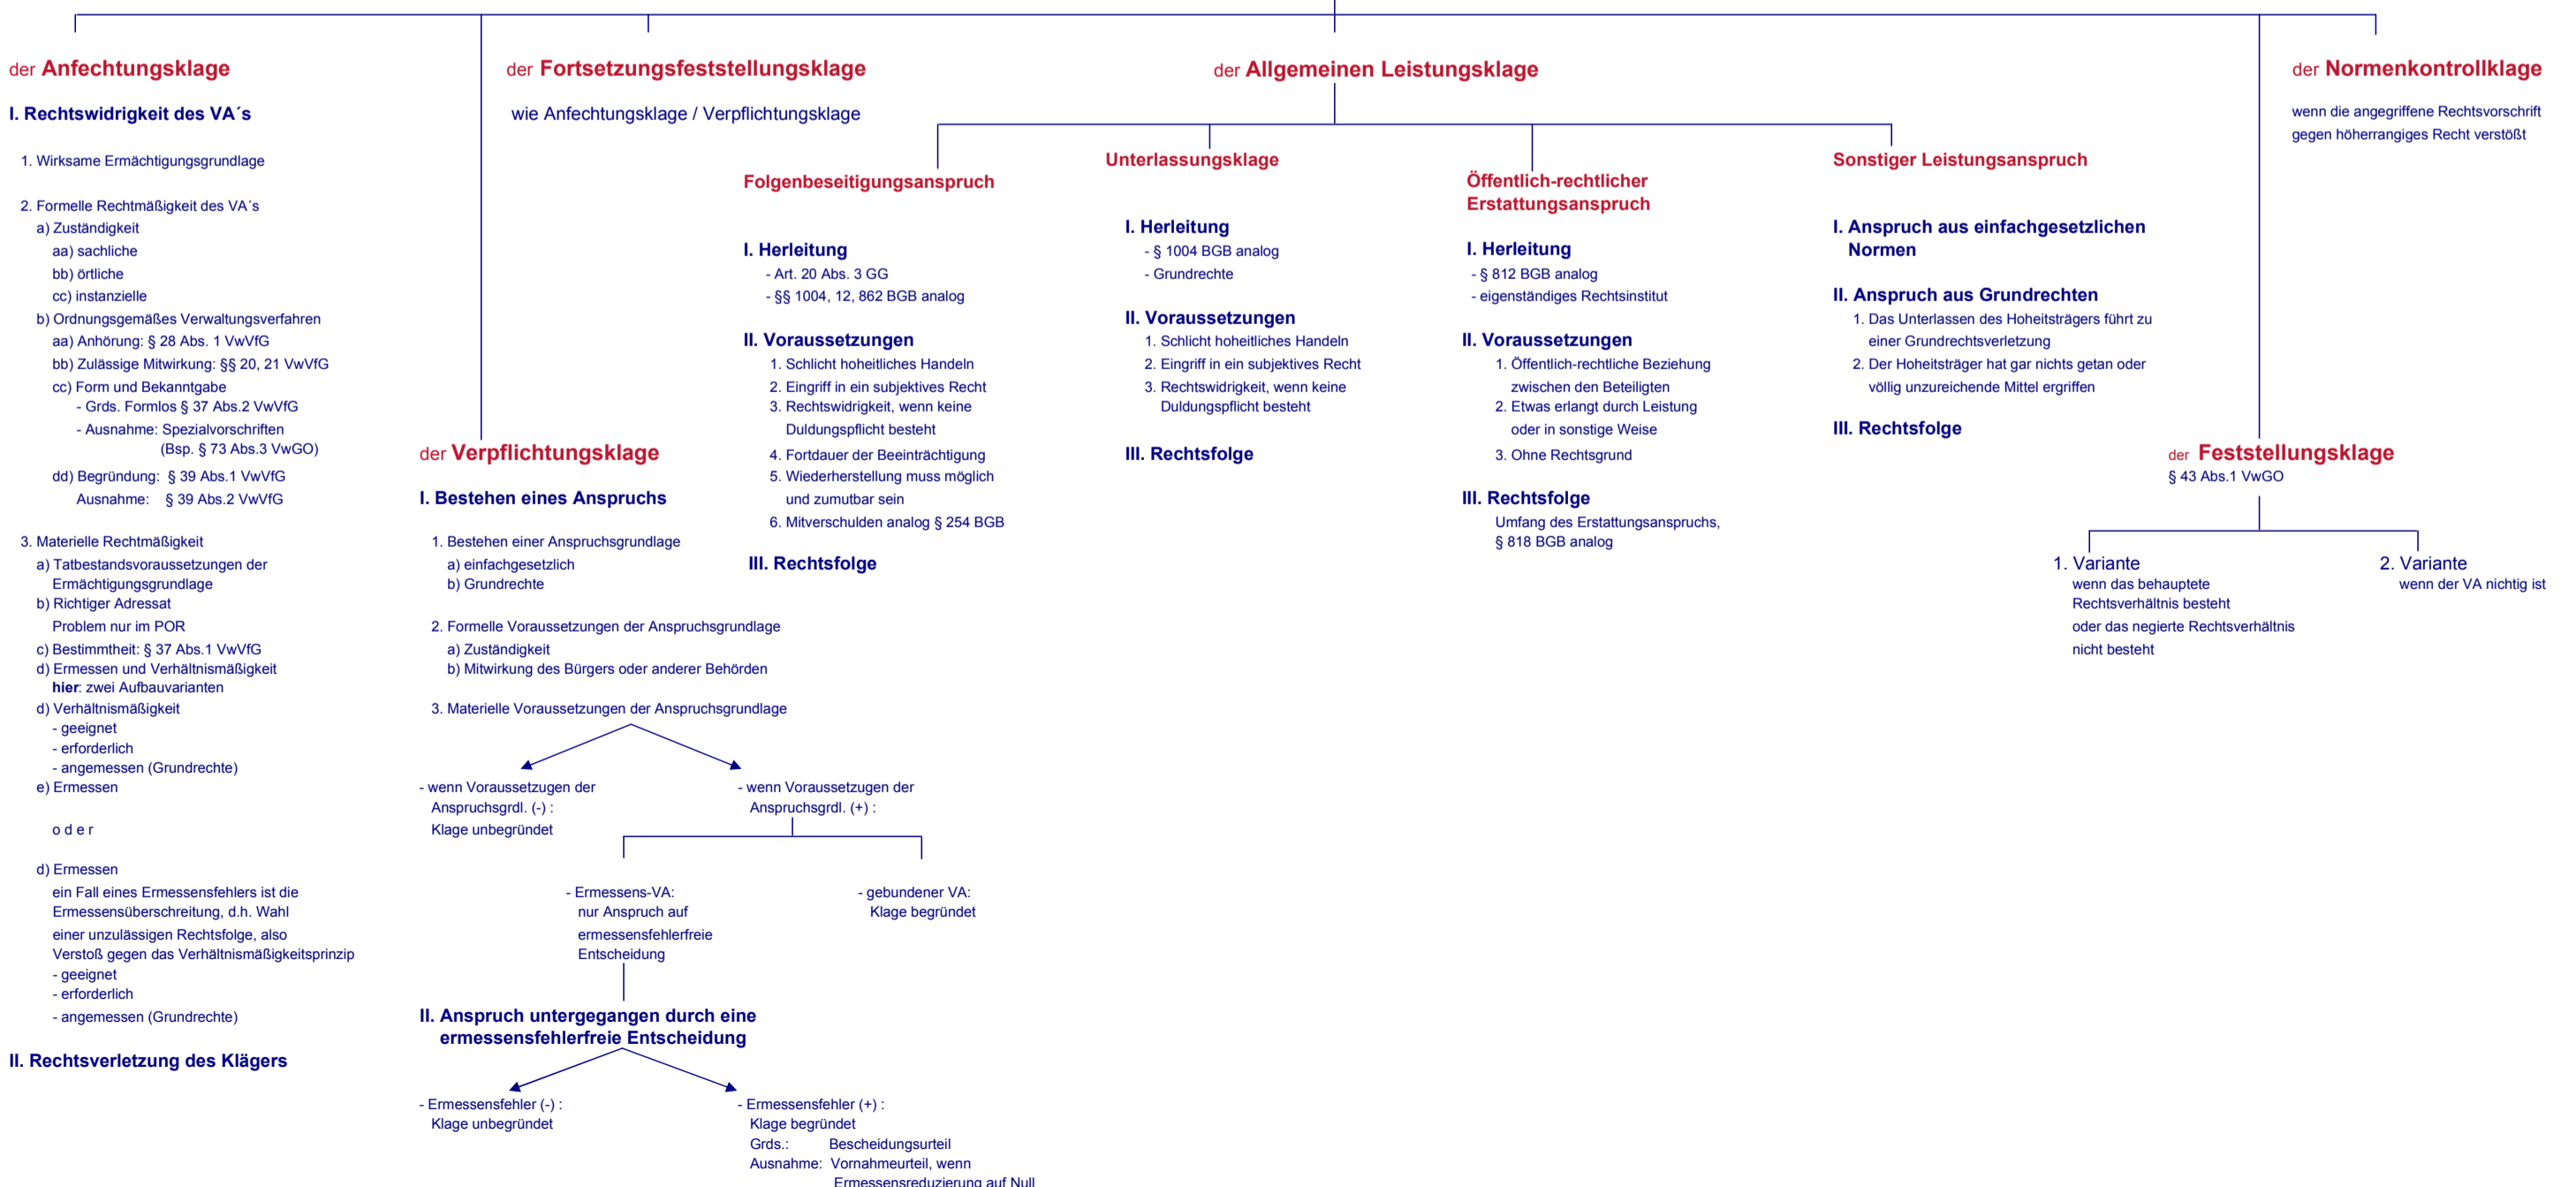 der Anfechtungsklage
I. Rechtswidrigkeit des VA´s
1. Wirksame Ermächtigungsgrundlage
2. Formelle Rechtmäßigkeit des VA´s
a) Zuständigkeit
aa) sachliche
bb) örtliche
cc) instanzielle
b) Ordnungsgemäßes Verwaltungsverfahren
aa) Anhörung: § 28 Abs. 1 VwVfG
bb) Zulässige Mitwirkung: §§ 20, 21 VwVfG
cc) Form und Bekanntgabe
- Grds. Formlos § 37 Abs.2 VwVfG
- Ausnahme: Spezialvorschriften
(Bsp. § 73 Abs.3 VwGO)
dd) Begründung: § 39 Abs.1 VwVfG
Ausnahme: § 39 Abs.2 VwVfG
3. Materielle Rechtmäßigkeit
a) Tatbestandsvoraussetzungen der
Ermächtigungsgrundlage
b) Richtiger Adressat
Problem nur im POR
c) Bestimmtheit: § 37 Abs.1 VwVfG
d) Ermessen und Verhältnismäßigkeit
hier: zwei Aufbauvarianten
d) Verhältnismäßigkeit
- geeignet
- erforderlich
- angemessen (Grundrechte)
e) Ermessen
o d e r
d) Ermessen
ein Fall eines Ermessensfehlers ist die
Ermessensüberschreitung, d.h. Wahl
einer unzulässigen Rechtsfolge, also
Verstoß gegen das Verhältnismäßigkeitsprinzip
- geeignet
- erforderlich
- angemessen (Grundrechte)
II. Rechtsverletzung des Klägers
der Verpflichtungsklage
I. Bestehen eines Anspruchs
1. Bestehen einer Anspruchsgrundlage
a) einfachgesetzlich
b) Grundrechte
2. Formelle Voraussetzungen der Anspruchsgrundlage
a) Zuständigkeit
b) Mitwirkung des Bürgers oder anderer Behörden
3. Materielle Voraussetzungen der Anspruchsgrundlage
- wenn Voraussetzugen der
Anspruchsgrdl. (-) :
Klage unbegründet
- wenn Voraussetzugen der
Anspruchsgrdl. (+) :
- Ermessens-VA:
nur Anspruch auf
ermessensfehlerfreie
Entscheidung
- gebundener VA:
Klage begründet
II. Anspruch untergegangen durch eine
ermessensfehlerfreie Entscheidung
- Ermessensfehler (-) :
Klage unbegründet
- Ermessensfehler (+) :
Klage begründet
Grds.: Bescheidungsurteil
Ausnahme: Vornahmeurteil, wenn
Ermessensreduzierung auf Null
der Fortsetzungsfeststellungsklage
wie Anfechtungsklage / Verpflichtungsklage
der Allgemeinen Leistungsklage
Folgenbeseitigungsanspruch
I. Herleitung
- Art. 20 Abs. 3 GG
- §§ 1004, 12, 862 BGB analog
II. Voraussetzungen
1. Schlicht hoheitliches Handeln
2. Eingriff in ein subjektives Recht
3. Rechtswidrigkeit, wenn keine
Duldungspflicht besteht
4. Fortdauer der Beeinträchtigung
5. Wiederherstellung muss möglich
und zumutbar sein
6. Mitverschulden analog § 254 BGB
III. Rechtsfolge
Unterlassungsklage
I. Herleitung
- § 1004 BGB analog
- Grundrechte
II. Voraussetzungen
1. Schlicht hoheitliches Handeln
2. Eingriff in ein subjektives Recht
3. Rechtswidrigkeit, wenn keine
Duldungspflicht besteht
III. Rechtsfolge
Öffentlich-rechtlicher
Erstattungsanspruch
I. Herleitung
- § 812 BGB analog
- eigenständiges Rechtsinstitut
II. Voraussetzungen
1. Öffentlich-rechtliche Beziehung
zwischen den Beteiligten
2. Etwas erlangt durch Leistung
oder in sonstige Weise
3. Ohne Rechtsgrund
III. Rechtsfolge
Umfang des Erstattungsanspruchs,
§ 818 BGB analog
Sonstiger Leistungsanspruch
I. Anspruch aus einfachgesetzlichen
Normen
II. Anspruch aus Grundrechten
1. Das Unterlassen des Hoheitsträgers führt zu
einer Grundrechtsverletzung
2. Der Hoheitsträger hat gar nichts getan oder
völlig unzureichende Mittel ergriffen
III. Rechtsfolge
der Feststellungsklage
§ 43 Abs.1 VwGO
1. Variante
wenn das behauptete
Rechtsverhältnis besteht
oder das negierte Rechtsverhältnis
nicht besteht
2. Variante
wenn der VA nichtig ist
der Normenkontrollklage
wenn die angegriffene Rechtsvorschrift
gegen höherrangiges Recht verstößt